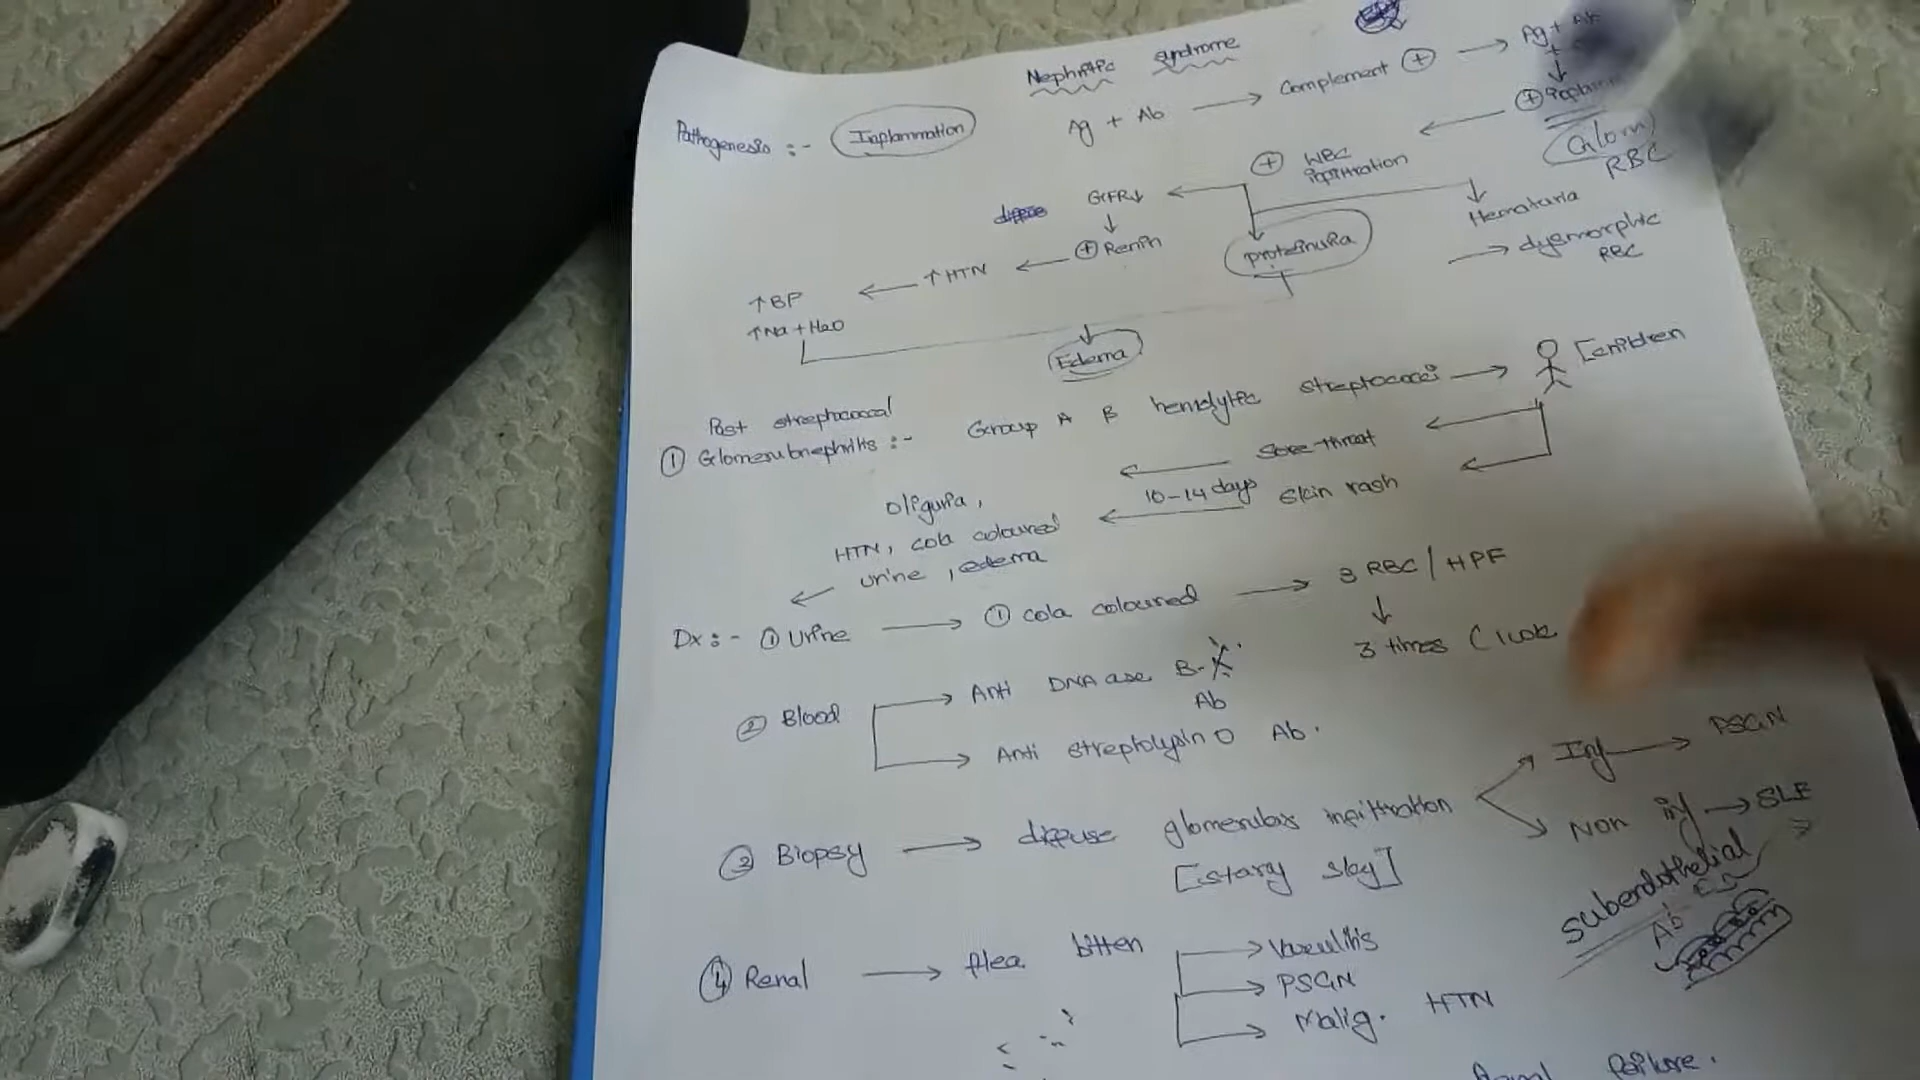 Nephritic syndrome
Pathogenesis :- Inflammation
Ag + Ab → Complement ⊕ → Ag +
+
⊕
(Glom)
RBC
⊕ WBC infiltration
GFR↓
Hematuria
→ dysmorphic RBC
⊕ Renin
proteinuria
↑HTN
↑BP
↑Na + H2O
Edema
① Post streptococcal Glomerulonephritis :- Group A B hemolytic streptococci → [children
Sore throat
10-14 days
Skin rash
oliguria,
HTN, cola coloured
urine, edema
Dx :- ① Urine → ① cola coloured → 3 RBC / HPF
↓
3 times
② Blood → Anti DNA ase B-
Ab
→ Anti streptolysin O Ab.
③ Biopsy → diffuse glomerular infiltration
[stary sky]
Inf → PSGN
Non inf → SLE
subendothelial
Ab
④ Renal → flea bitten → Vasculitis
→ PSGN
→ Malig. HTN
failure.